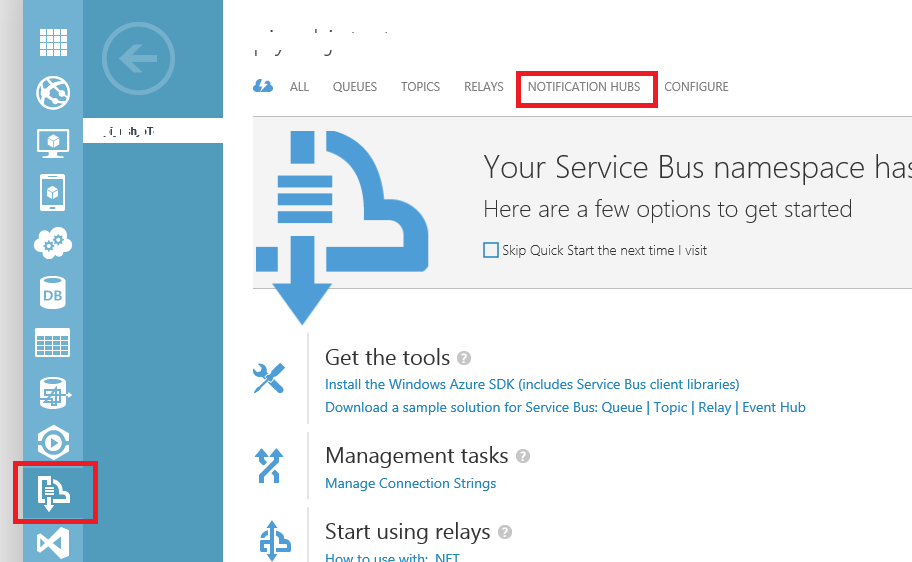 ALL QUEUES TOPICS RELAYS NOTIFICATION HUBS CONFIGURE
Your Service Bus namespace has
Here are a few options to get started
Skip Quick Start the next time I visit
DB
Get the tools ?
Install the Windows Azure SDK (includes Service Bus client libraries)
Download a sample solution for Service Bus: Queue | Topic | Relay | Event Hub
Management tasks ?
Manage Connection Strings
Start using relays ?
How to use with: .NET